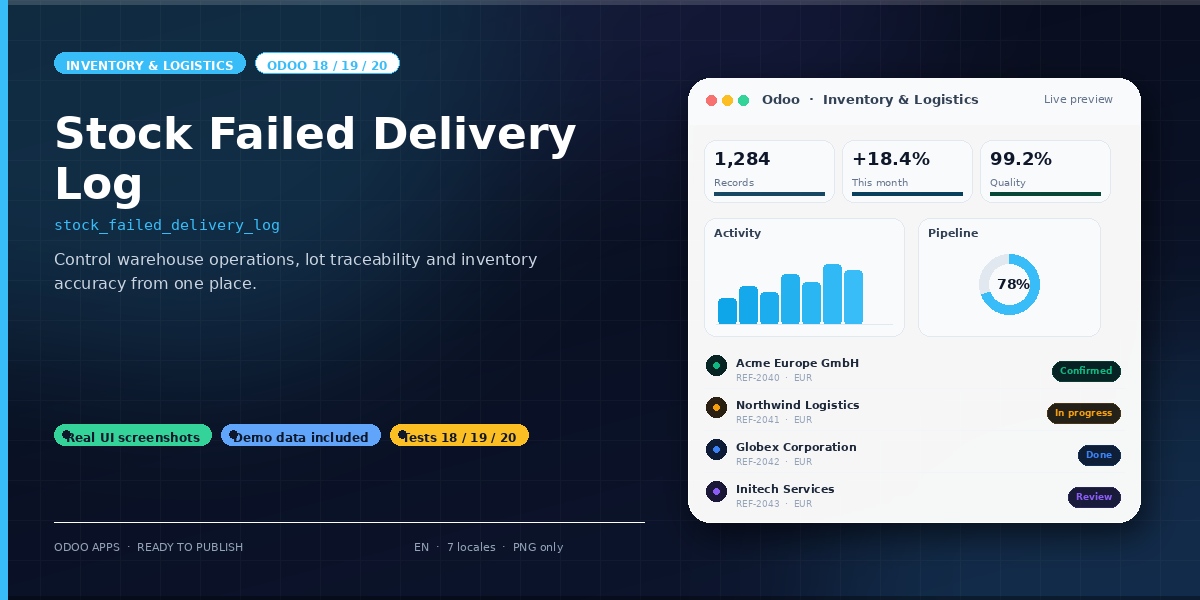 INVENTORY & LOGISTICS
ODOO 18 / 19 / 20
Stock Failed Delivery
Log
stock_failed_delivery_log
Control warehouse operations, lot traceability and inventory
accuracy from one place.
Real UI screenshots
Demo data included
Tests 18 / 19 / 20
ODOO APPS · READY TO PUBLISH
EN · 7 locales · PNG only
Odoo · Inventory & Logistics
Live preview
1,284
Records
+18.4%
This month
99.2%
Quality
Activity
Pipeline
78%
Acme Europe GmbH
REF-2040 · EUR
Confirmed
Northwind Logistics
REF-2041 · EUR
In progress
Globex Corporation
REF-2042 · EUR
Done
Initech Services
REF-2043 · EUR
Review